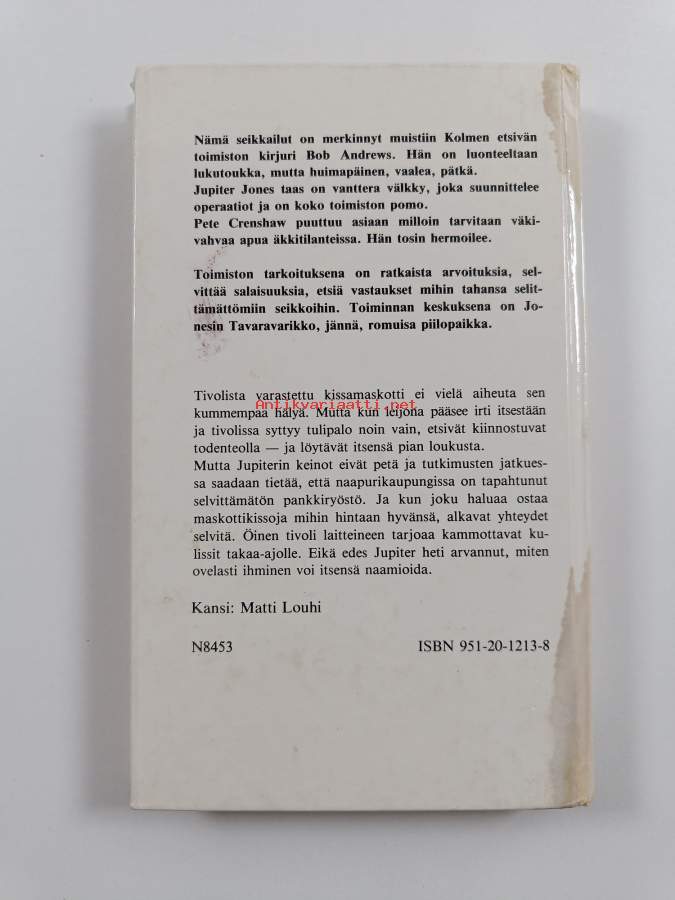 Nämä seikkailut on merkinnyt muistiin Kolmen etsivän
toimiston kirjuri Bob Andrews. Hän on luonteeltaan
lukutoukka, mutta huimapäinen, vaalea, pätkä.
Jupiter Jones taas on vanttera välkky, joka suunnittelee
operaatiot ja on koko toimiston pomo.
Pete Crenshaw puuttuu asiaan milloin tarvitaan väki-
vahvaa apua äkkitilanteissa. Hän tosin hermoilee.
Toimiston tarkoituksena on ratkaista arvoituksia, sel-
vittää salaisuuksia, etsiä vastaukset mihin tahansa selit-
tämättömiin seikkoihin. Toiminnan keskuksena on Jo-
nesin Tavaravarikko, jännä, romuisa piilopaikka.
Tivolista varastettu kissamaskotti ei vielä aiheuta sen
Antikvariaatti.net
kummempaa hälyä. Mutta kun leijona pääsee irti itsestään
ja tivolissa syttyy tulipalo noin vain, etsivät kiinnostuvat
todenteolla — ja löytävät itsensä pian loukusta.
Mutta Jupiterin keinot eivät petä ja tutkimusten jatkues-
sa saadaan tietää, että naapurikaupungissa on tapahtunut
selvittämätön pankkiryöstö. Ja kun joku haluaa ostaa
maskottikissoja mihin hintaan hyvänsä, alkavat yhteydet
selvitä. Öinen tivoli laitteineen tarjoaa kammottavat ku-
lissit takaa-ajolle. Eikä edes Jupiter heti arvannut, miten
ovelasti ihminen voi itsensä naamioida.
Kansi: Matti Louhi
N8453 ISBN 951-20-1213-8